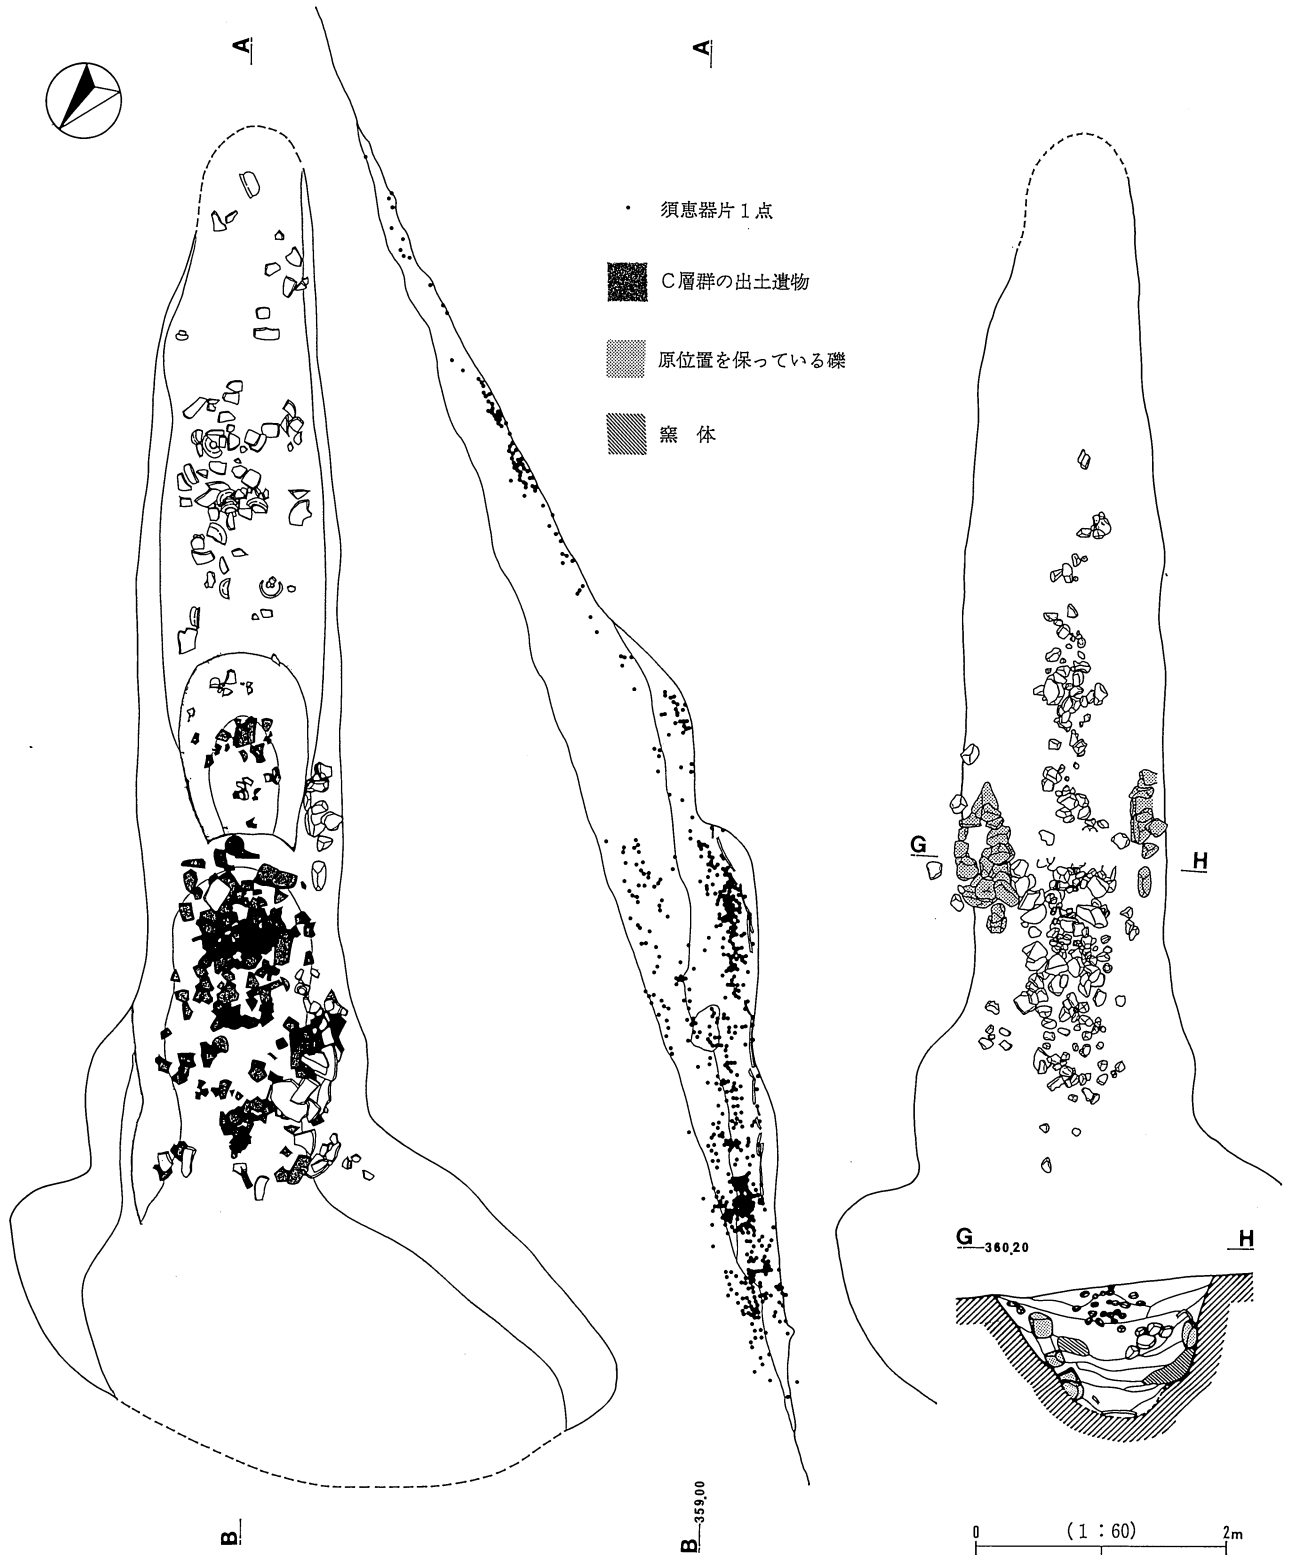 A
A
須恵器片１点
C層群の出土遺物
原位置を保っている礫
窯 体
G
H
G 360.20
H
B
B 359.00
0 (1：60) 2m